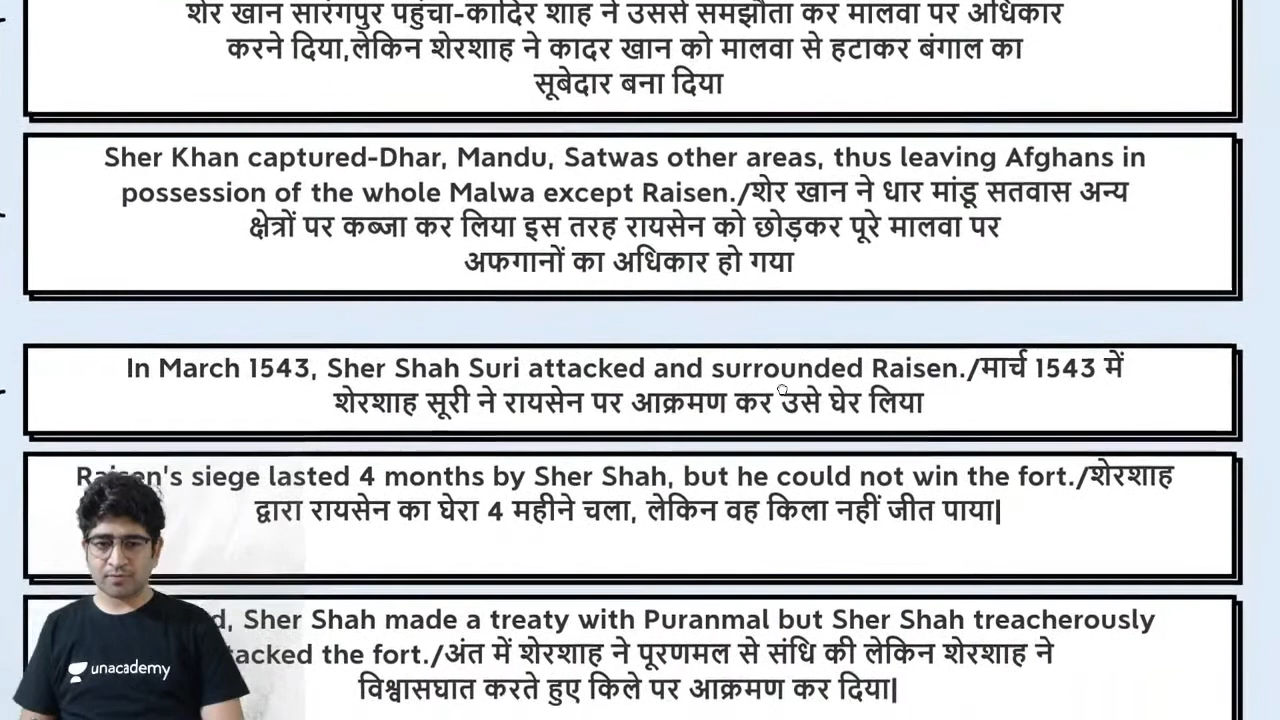 शेर खान सारंगपुर पहुंचा-कादिर शाह ने उससे समझौता कर मालवा पर अधिकार
करने दिया,लेकिन शेरशाह ने कादर खान को मालवा से हटाकर बंगाल का
सूबेदार बना दिया
Sher Khan captured-Dhar, Mandu, Satwas other areas, thus leaving Afghans in
possession of the whole Malwa except Raisen./शेर खान ने धार मांडू सतवास अन्य
क्षेत्रों पर कब्जा कर लिया इस तरह रायसेन को छोड़कर पूरे मालवा पर
अफगानों का अधिकार हो गया
In March 1543, Sher Shah Suri attacked and surrounded Raisen./मार्च 1543 में
शेरशाह सूरी ने रायसेन पर आक्रमण कर उसे घेर लिया
Raisen's siege lasted 4 months by Sher Shah, but he could not win the fort./शेरशाह
द्वारा रायसेन का घेरा 4 महीने चला, लेकिन वह किला नहीं जीत पाया|
Sher Shah made a treaty with Puranmal but Sher Shah treacherously
the fort./अंत में शेरशाह ने पूरणमल से संधि की लेकिन शेरशाह ने
विश्वासघात करते हुए किले पर आक्रमण कर दिया|
unacademy